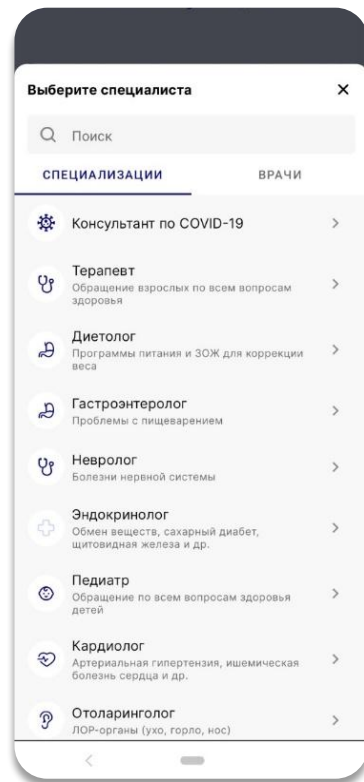 Выберите специалиста
Поиск
СПЕЦИАЛИЗАЦИИ ВРАЧИ
Консультант по COVID-19
Терапевт
Обращение взрослых по всем вопросам
здоровья
Диетолог
Программы питания и ЗОЖ для коррекции
веса
Гастроэнтеролог
Проблемы с пищеварением
Невролог
Болезни нервной системы
Эндокринолог
Обмен веществ, сахарный диабет,
щитовидная железа и др.
Педиатр
Обращение по всем вопросам здоровья
детей
Кардиолог
Артериальная гипертензия, ишемическая
болезнь сердца и др.
Отоларинголог
ЛОР-органы (ухо, горло, нос)